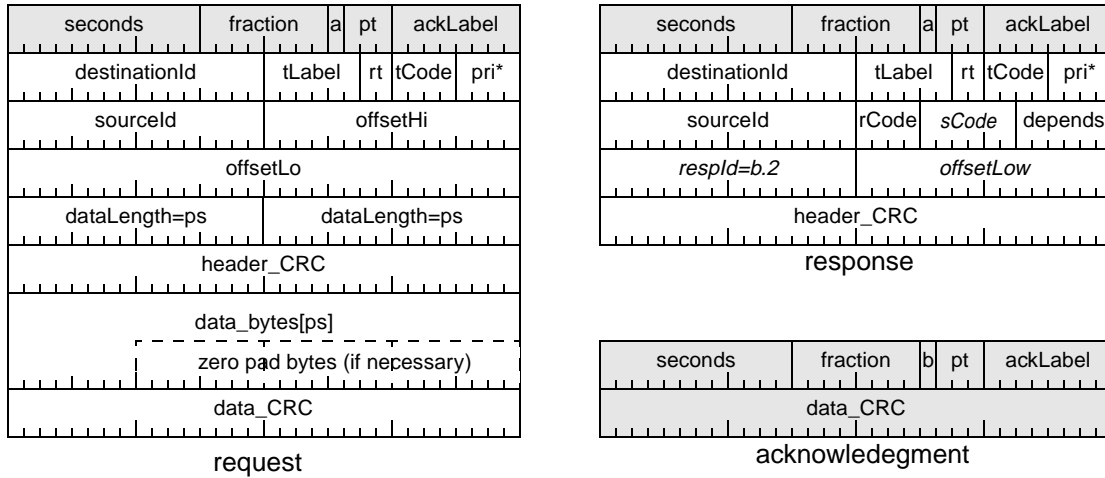 seconds fraction a pt ackLabel
destinationId tLabel rt tCode pri*
sourceId offsetHi
offsetLo
dataLength=ps dataLength=ps
header_CRC
data_bytes[ps]
zero pad bytes (if necessary)
data_CRC
request
seconds fraction a pt ackLabel
destinationId tLabel rt tCode pri*
sourceId rCode sCode depends
respId=b.2 offsetLow
header_CRC
response
seconds fraction b pt ackLabel
data_CRC
acknowledegment